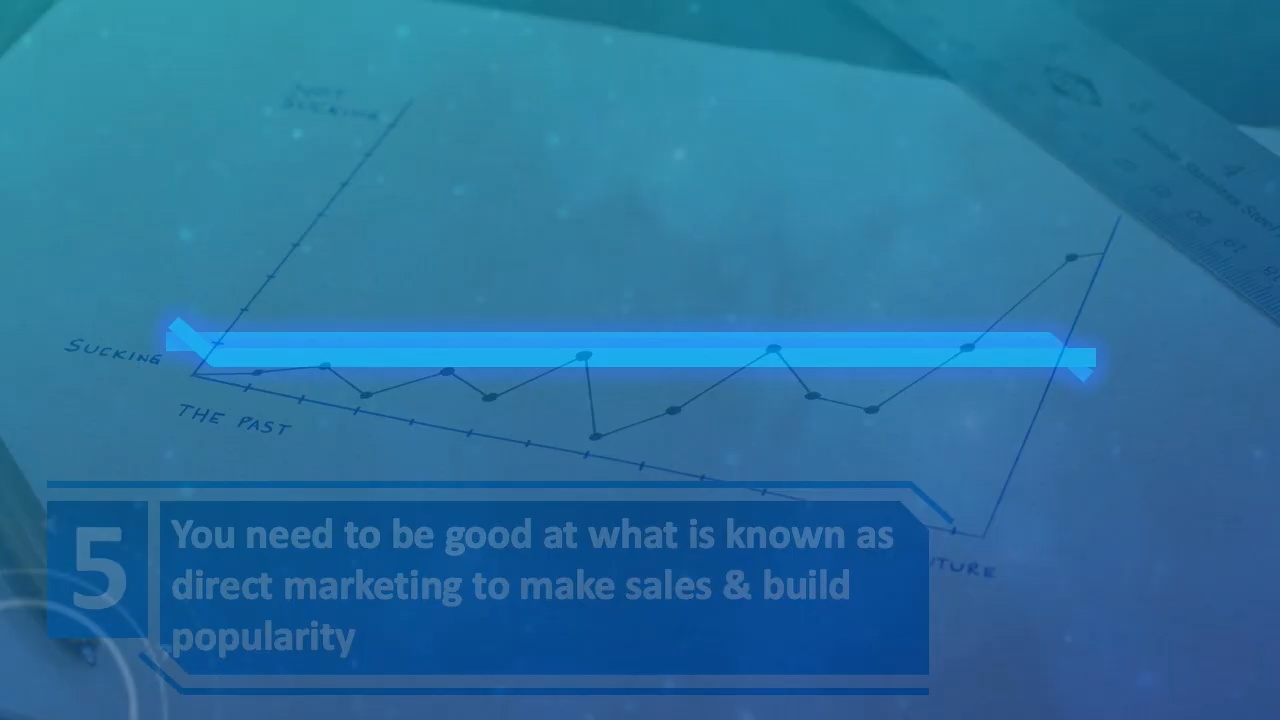 NOT
SUCKING
SUCKING
THE PAST
5
You need to be good at what is known as
direct marketing to make sales & build
popularity